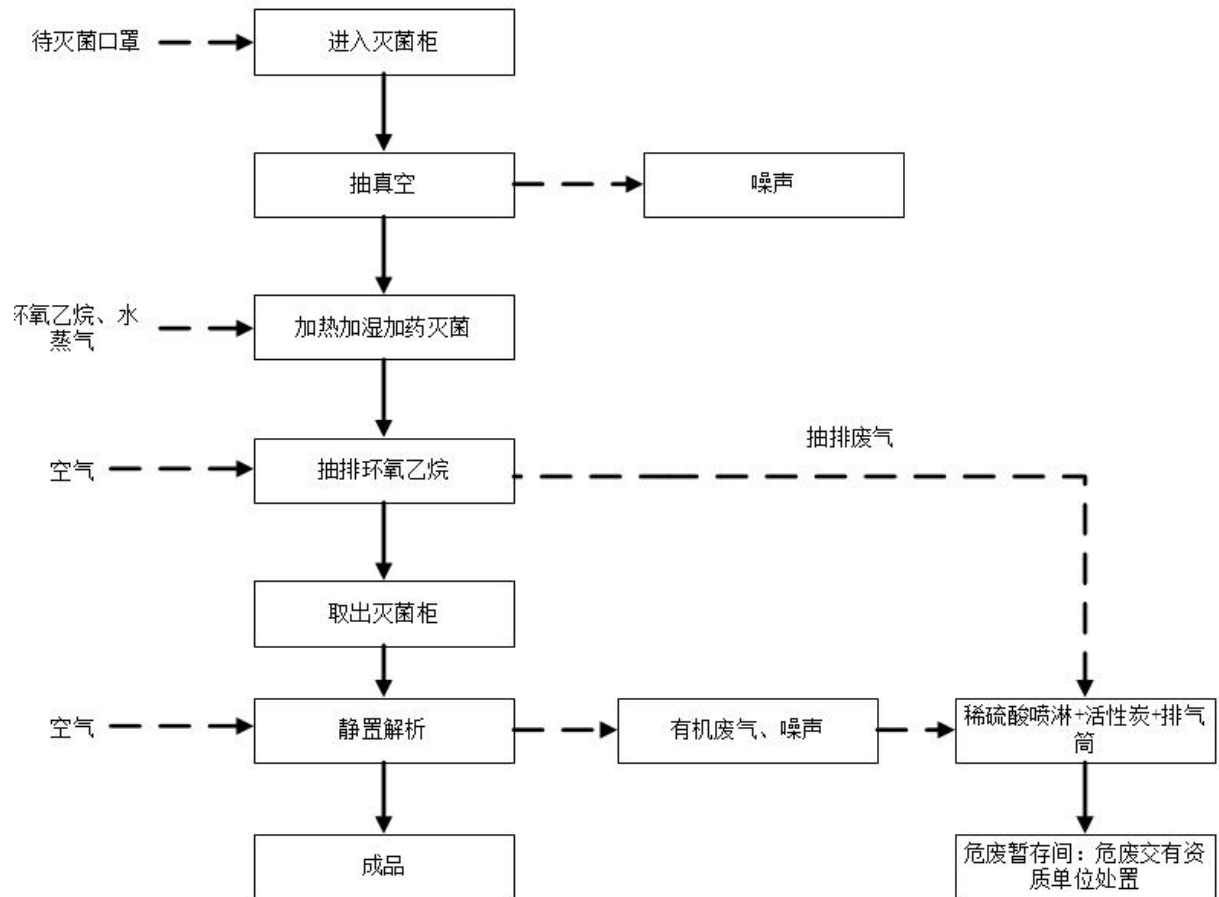 待灭菌口罩
进入灭菌柜
抽真空
噪声
环氧乙烷、水
蒸气
加热加湿加药灭菌
抽排废气
空气
抽排环氧乙烷
取出灭菌柜
空气
静置解析
有机废气、噪声
稀硫酸喷淋+活性炭+排气
筒
成品
危废暂存间：危废交有资
质单位处置